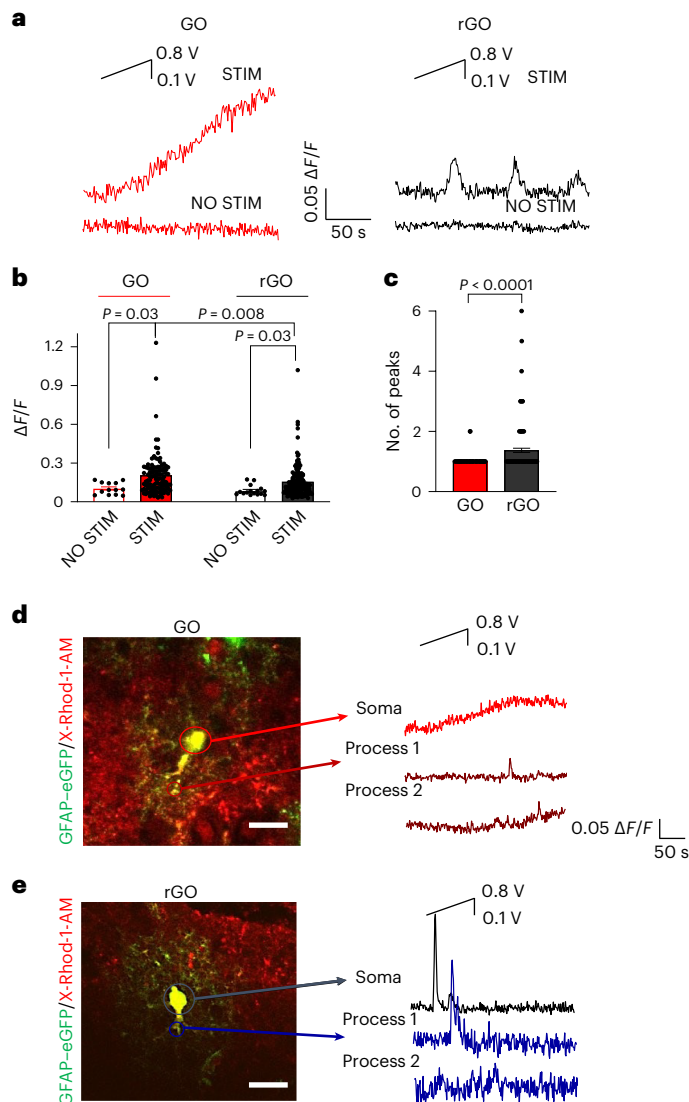 a
GO
rGO
0.8 V
0.1 V
STIM
0.8 V
0.1 V
STIM
NO STIM
0.05 ΔF/F
50 s
NO STIM
b
GO
rGO
P = 0.03
P = 0.008
P = 0.03
1.2
0.9
0.6
0.3
0
ΔF/F
NO STIM
STIM
NO STIM
STIM
c
P < 0.0001
6
4
2
0
No. of peaks
GO
rGO
d
GO
GFAP–eGFP/X-Rhod-1-AM
0.8 V
0.1 V
Soma
Process 1
Process 2
0.05 ΔF/F
50 s
e
rGO
GFAP–eGFP/X-Rhod-1-AM
0.8 V
0.1 V
Soma
Process 1
Process 2